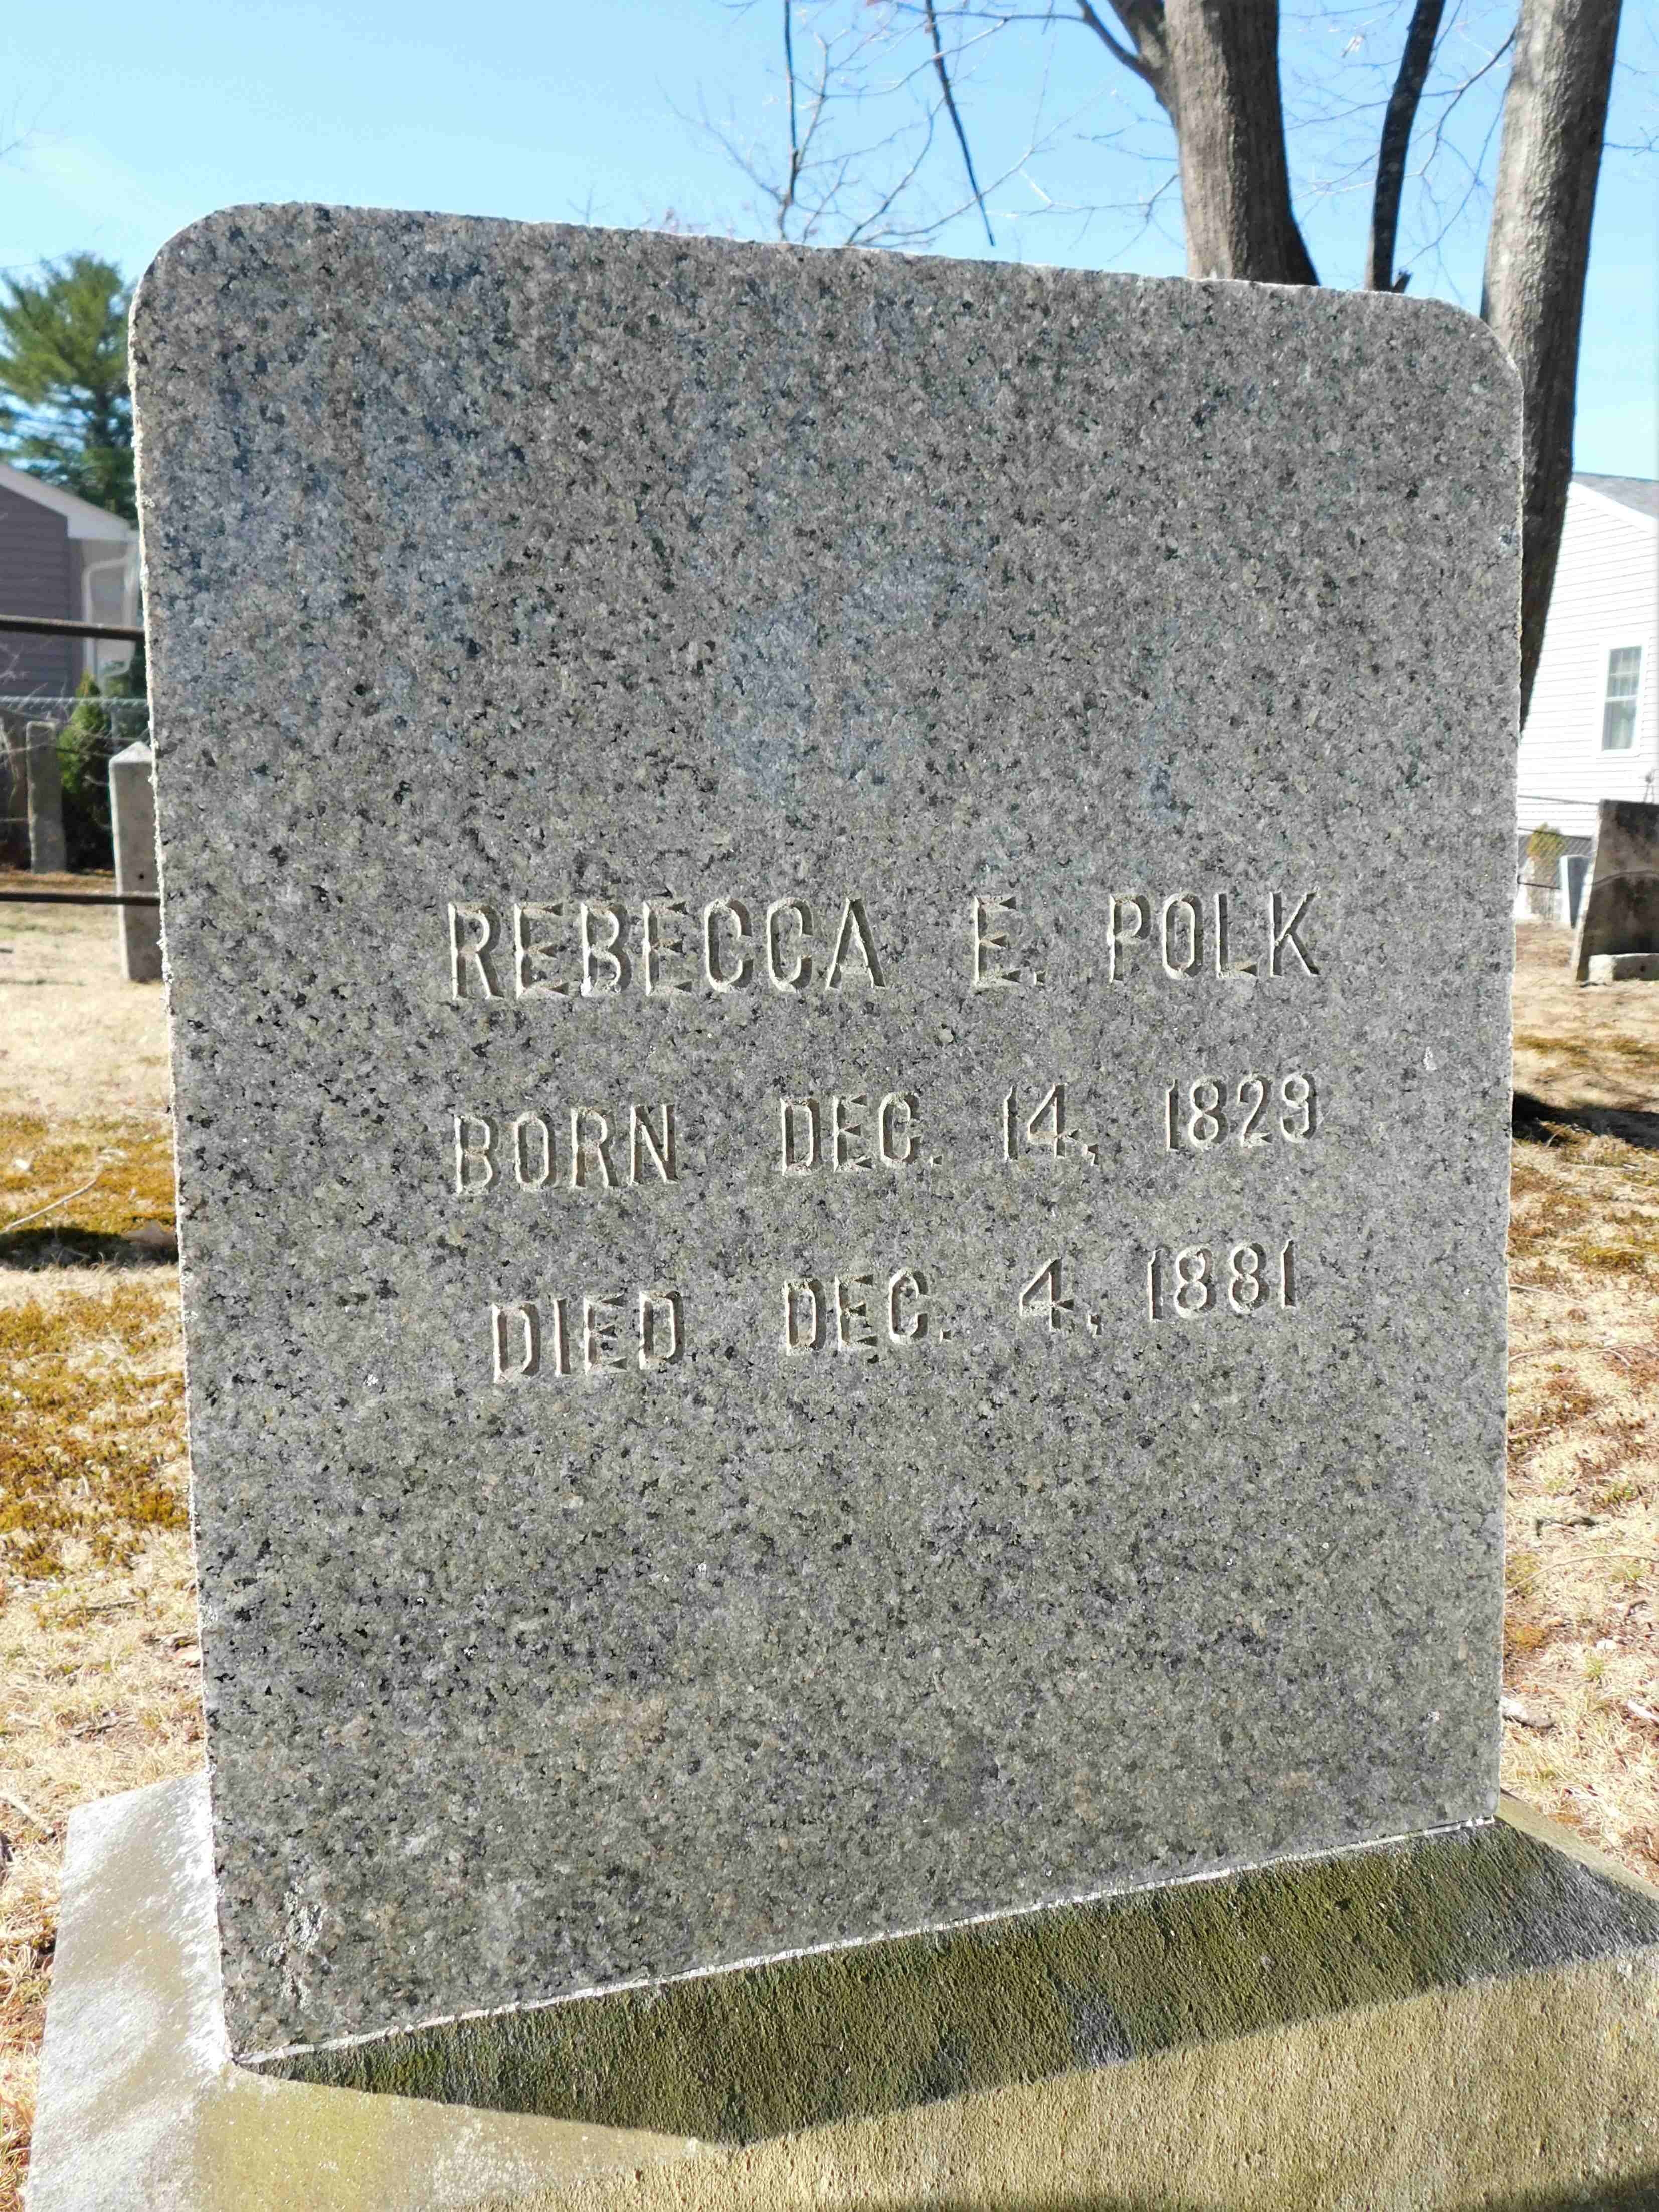 REBECCA E. POLK
BORN DEC. 14, 1829
DIED DEC. 4, 1881